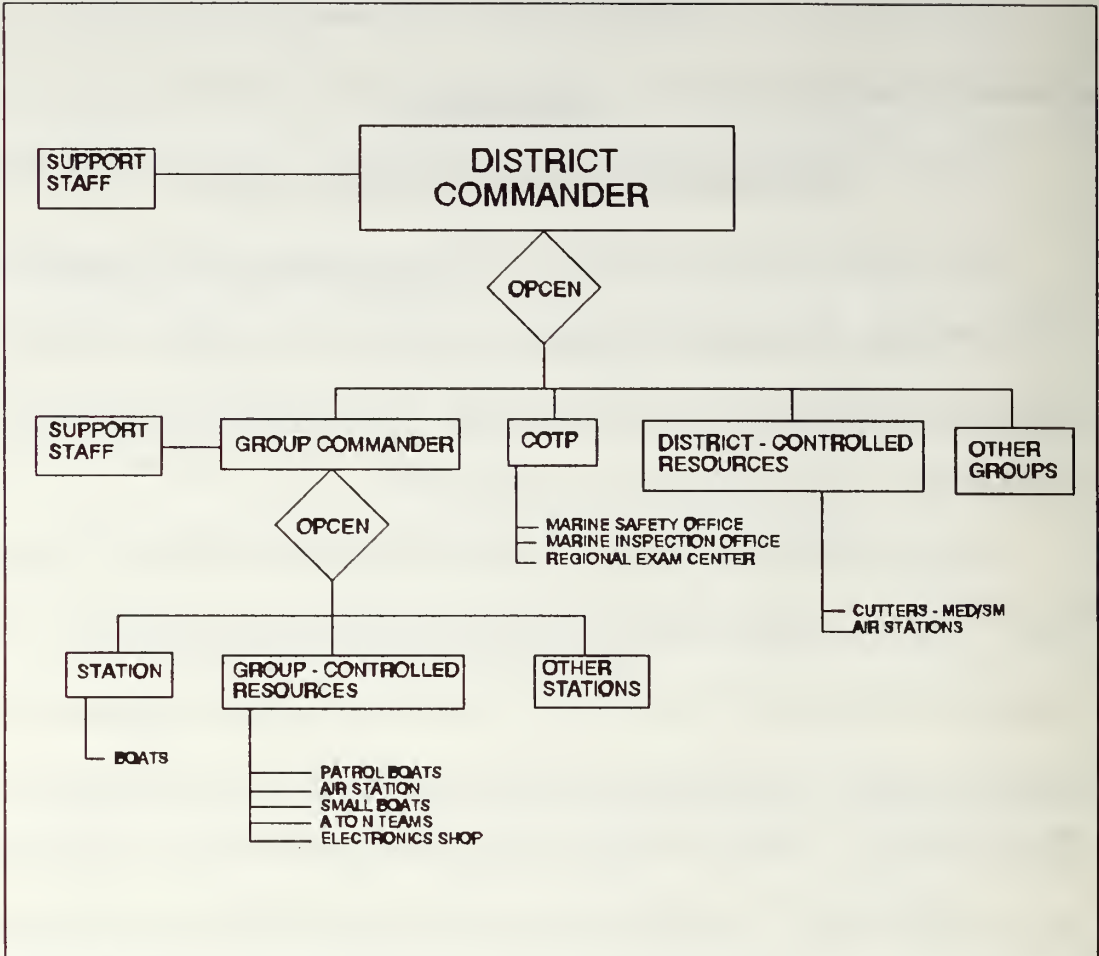 SUPPORT
STAFF
DISTRICT
COMMANDER
OPCEN
SUPPORT
STAFF
GROUP COMMANDER
COTP
DISTRICT - CONTROLLED
RESOURCES
OTHER
GROUPS
OPCEN
MARINE SAFETY OFFICE
MARINE INSPECTION OFFICE
REGIONAL EXAM CENTER
CUTTERS - MED/SM
AIR STATIONS
STATION
GROUP - CONTROLLED
RESOURCES
OTHER
STATIONS
BOATS
PATROL BOATS
AIR STATION
SMALL BOATS
A TO N TEAMS
ELECTRONICS SHOP